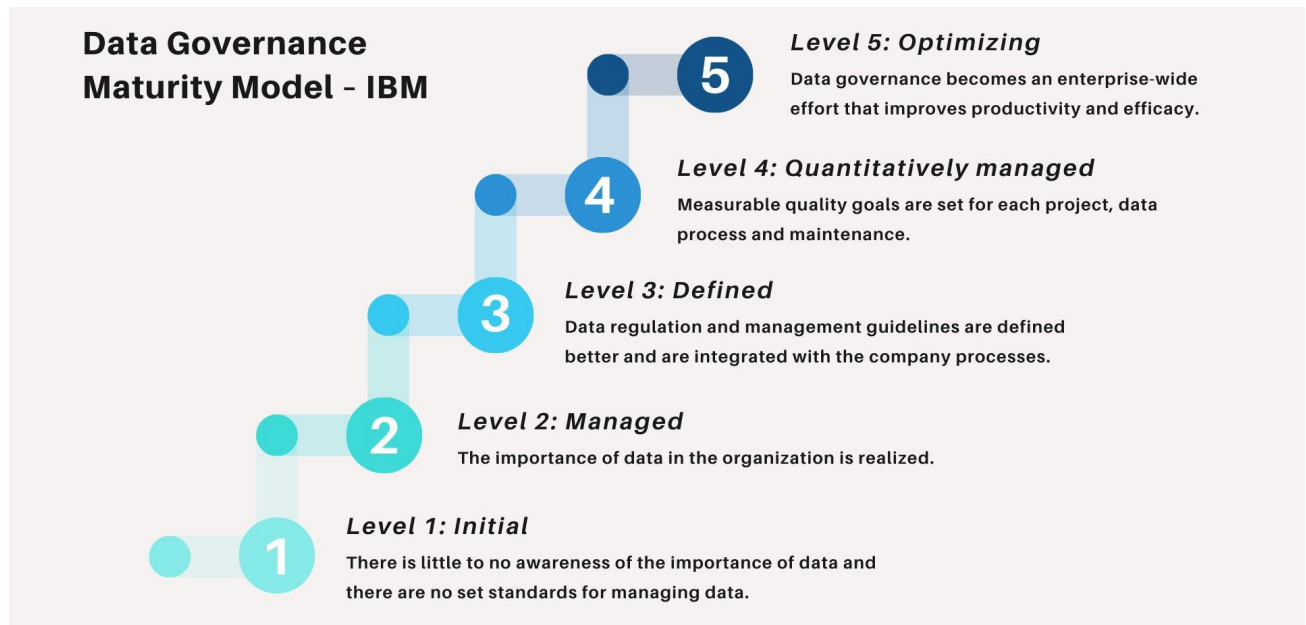 Data Governance
Maturity Model – IBM
5
Level 5: Optimizing
Data governance becomes an enterprise-wide
effort that improves productivity and efficacy.
4
Level 4: Quantitatively managed
Measurable quality goals are set for each project, data
process and maintenance.
3
Level 3: Defined
Data regulation and management guidelines are defined
better and are integrated with the company processes.
2
Level 2: Managed
The importance of data in the organization is realized.
1
Level 1: Initial
There is little to no awareness of the importance of data and
there are no set standards for managing data.